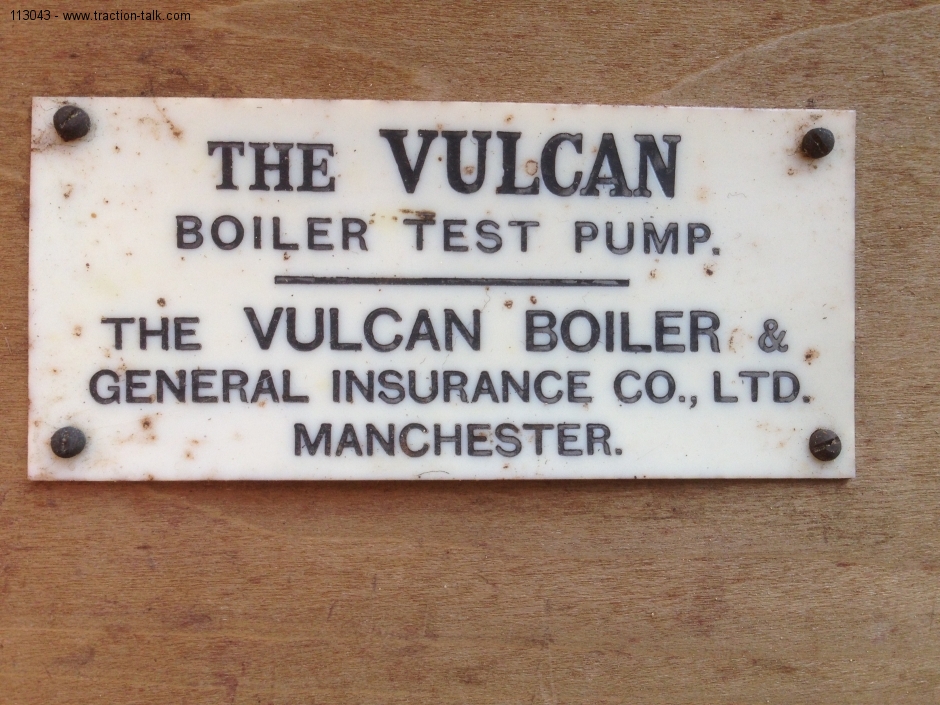 113043 - www.traction-talk.com
THE VULCAN
BOILER TEST PUMP.
THE VULCAN BOILER &
GENERAL INSURANCE CO., LTD.
MANCHESTER.